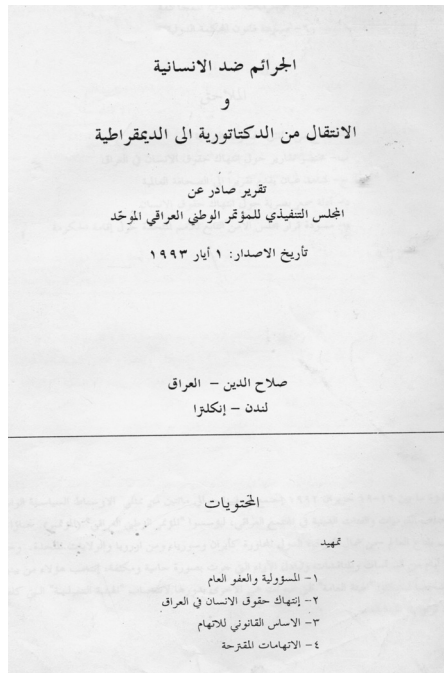 الجرائم ضد الانسانية
و
الانتقال من الدكتاتورية الى الديمقراطية
تقرير صادر عن
المجلس التنفيذي للمؤتمر الوطني العراقي الموحّد
تأريخ الاصدار: ١ أيار ١٩٩٣
صلاح الدين - العراق
لندن - إنكلترا
المحتويات
تمهيد
١- المسؤولية والعفو العام
٢- إنتهاك حقوق الانسان في العراق
٣- الاساس القانوني للاتهام
٤- الاتهامات المقترحة